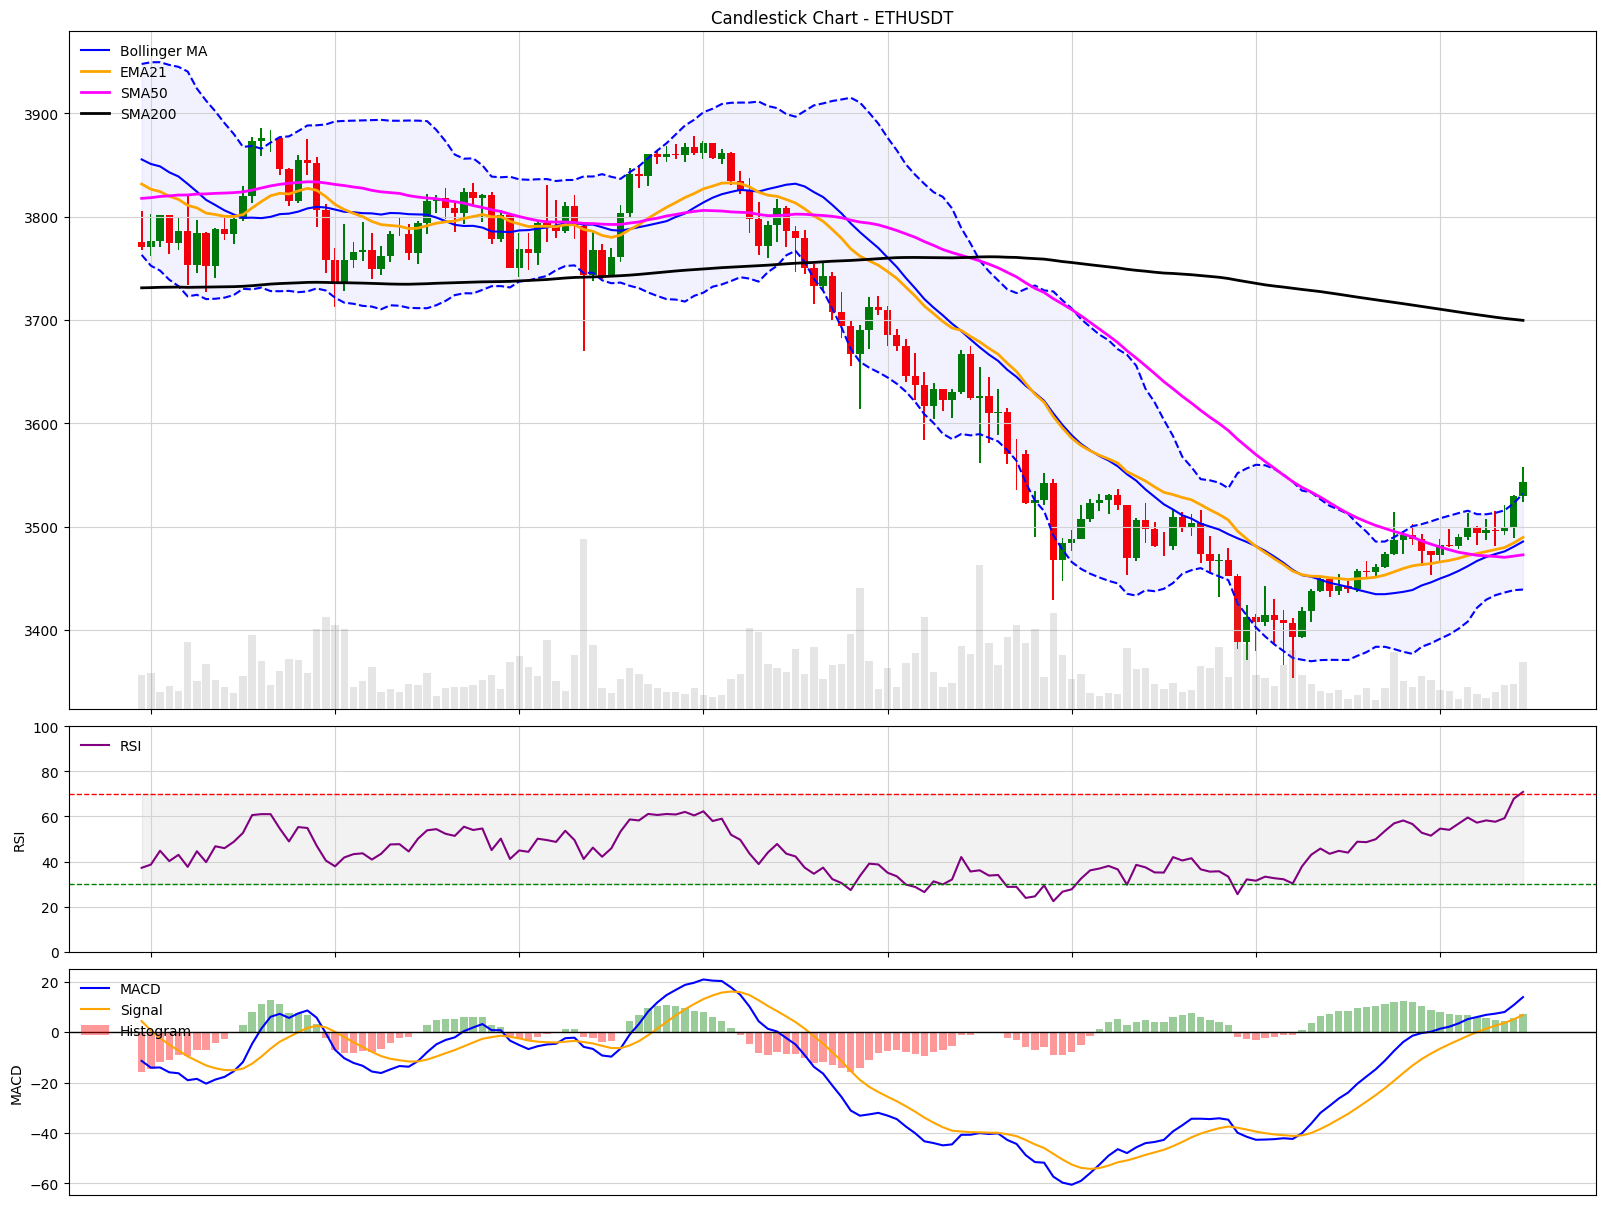 Candlestick Chart - ETHUSDT
Bollinger MA
EMA21
SMA50
SMA200
3900
3800
3700
3600
3500
3400
RSI
100
80
60
40
20
0
RSI
MACD
Signal
Histogram
20
0
−20
−40
−60
MACD